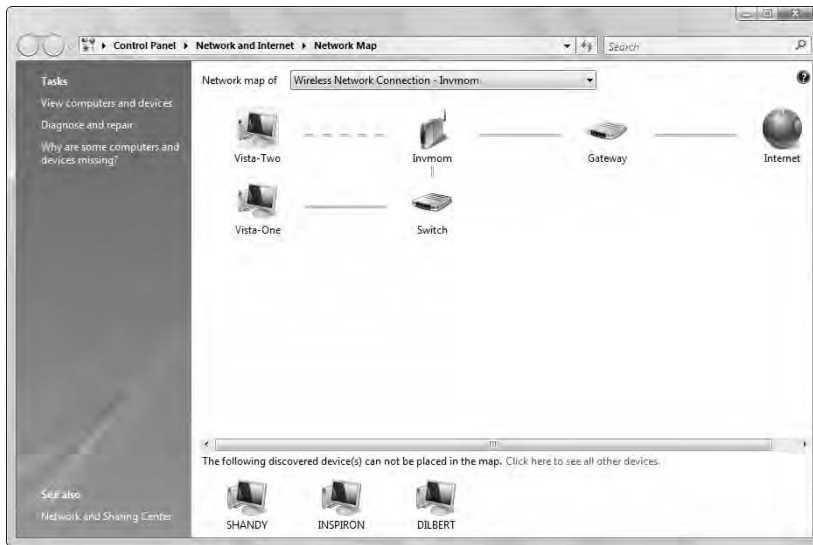 Control Panel Network and Internet Network Map Search
Tasks
View computers and devices
Diagnose and repair
Why are some computers and
devices missing?
Network map of Wireless Network Connection - Invmom
Vista-Two Invmom Gateway Internet
Vista-One Switch
The following discovered device(s) can not be placed in the map. Click here to see all other devices.
See also
Network and Sharing Center
SHANDY INSPIRON DILBERT